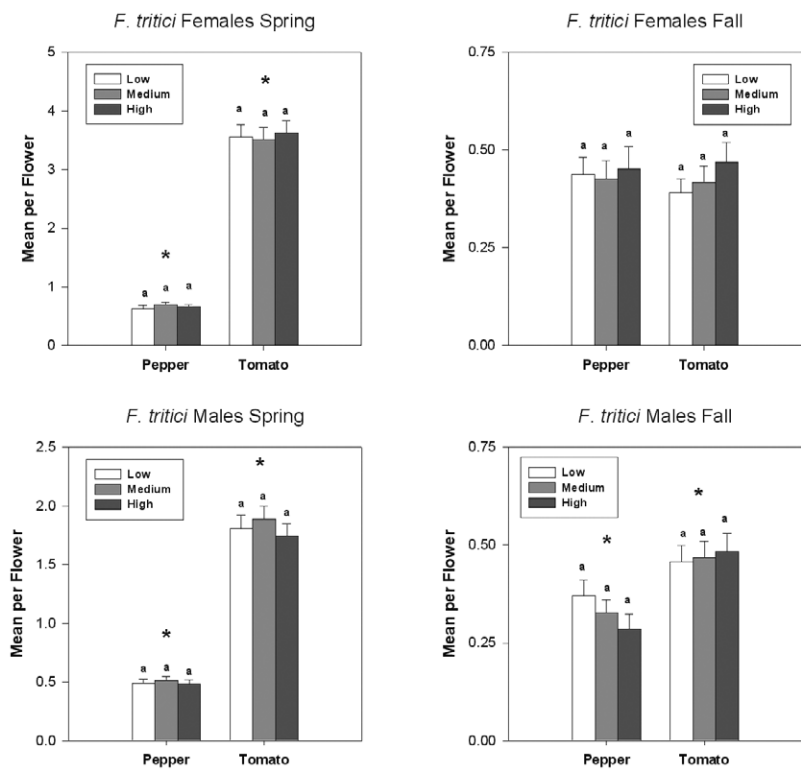 F. tritici Females Spring
5
4
3
2
1
0
Mean per Flower
Low
Medium
High
*
a a a
*
a a a
Pepper Tomato
F. tritici Females Fall
0.75
0.50
0.25
0.00
Mean per Flower
Low
Medium
High
a a a
a a a
Pepper Tomato
F. tritici Males Spring
2.5
2.0
1.5
1.0
0.5
0.0
Mean per Flower
Low
Medium
High
*
a a a
*
a a a
Pepper Tomato
F. tritici Males Fall
0.75
0.50
0.25
0.00
Mean per Flower
Low
Medium
High
*
a a a
*
a a a
Pepper Tomato